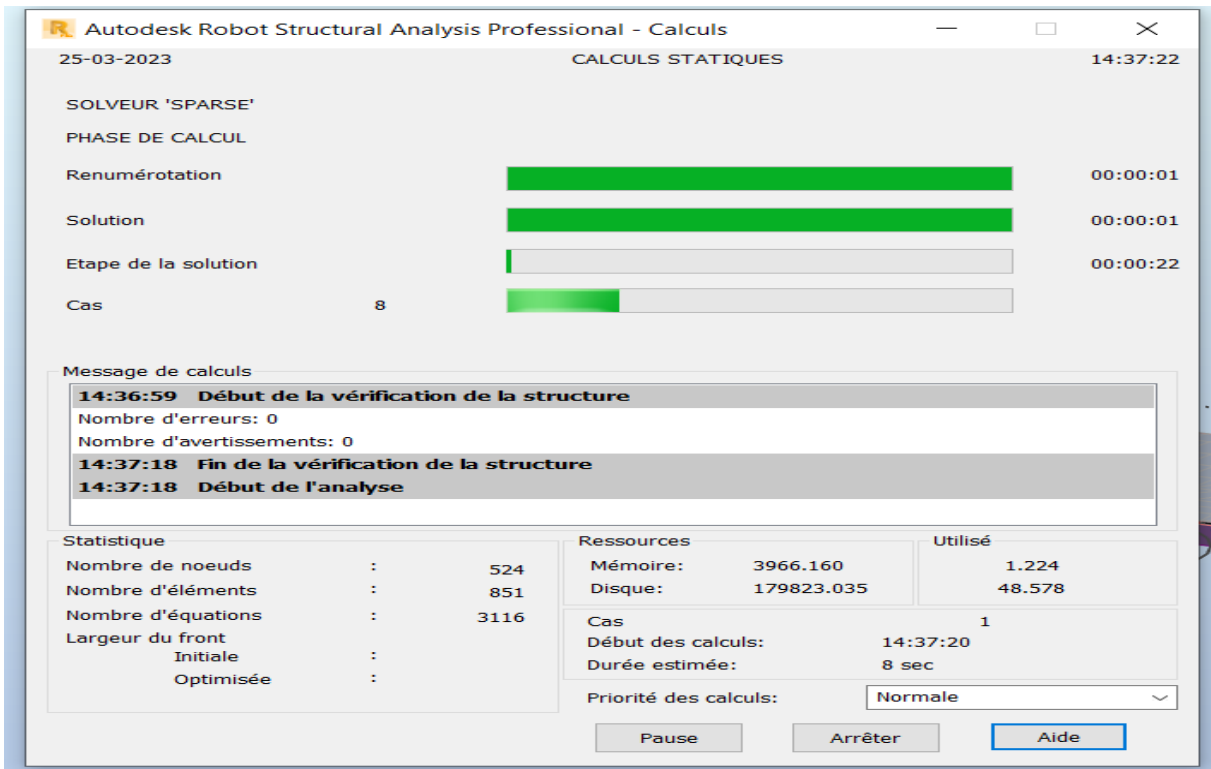 Autodesk Robot Structural Analysis Professional - Calculs
25-03-2023 CALCULS STATIQUES 14:37:22
SOLVEUR 'SPARSE'
PHASE DE CALCUL
Renumérotation 00:00:01
Solution 00:00:01
Etape de la solution 00:00:22
Cas 8
Message de calculs
14:36:59 Début de la vérification de la structure
Nombre d'erreurs: 0
Nombre d'avertissements: 0
14:37:18 Fin de la vérification de la structure
14:37:18 Début de l'analyse
Statistique Ressources Utilisé
Nombre de noeuds : 524 Mémoire: 3966.160 1.224
Nombre d'éléments : 851 Disque: 179823.035 48.578
Nombre d'équations : 3116 Cas 1
Largeur du front Début des calculs: 14:37:20
Initiale : Durée estimée: 8 sec
Optimisée :
Priorité des calculs: Normale
Pause Arrêter Aide